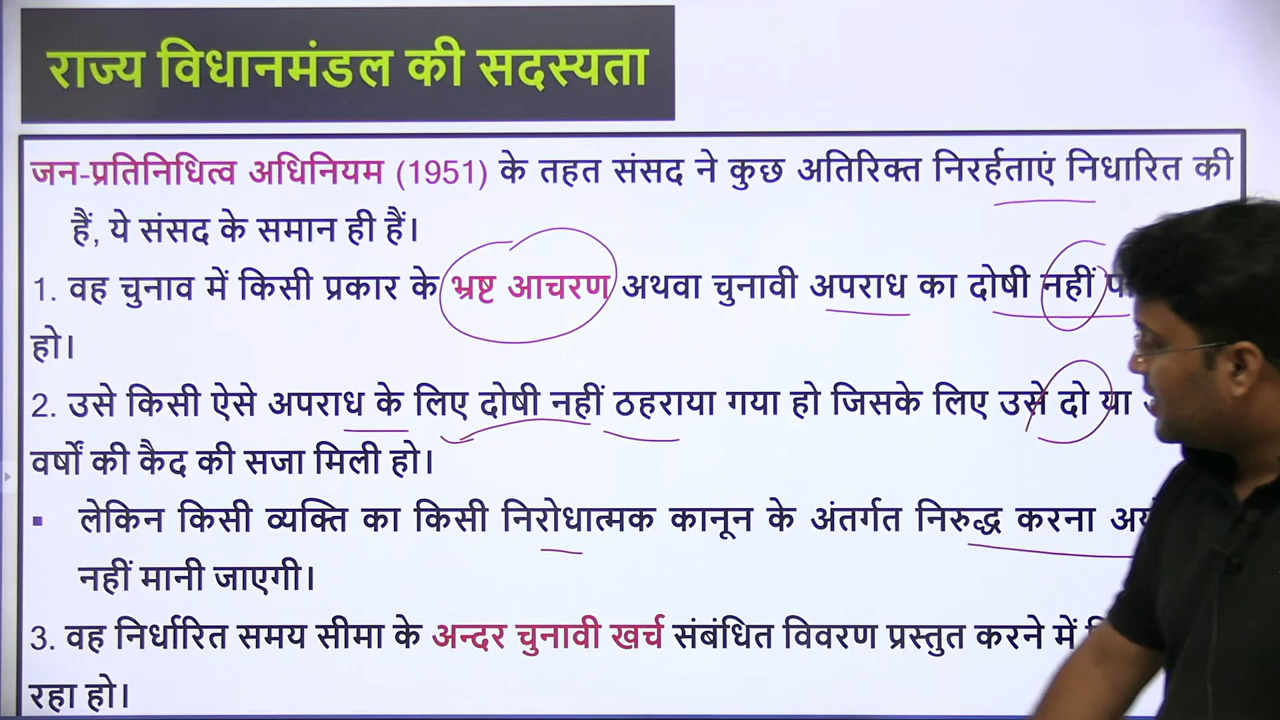 राज्य विधानमंडल की सदस्यता
जन-प्रतिनिधित्व अधिनियम (1951) के तहत संसद ने कुछ अतिरिक्त निरर्हताएं निधारित की
हैं, ये संसद के समान ही हैं।
1. वह चुनाव में किसी प्रकार के भ्रष्ट आचरण अथवा चुनावी अपराध का दोषी नहीं
हो।
2. उसे किसी ऐसे अपराध के लिए दोषी नहीं ठहराया गया हो जिसके लिए उसे दो या
वर्षों की कैद की सजा मिली हो।
▪ लेकिन किसी व्यक्ति का किसी निरोधात्मक कानून के अंतर्गत निरुद्ध करना
नहीं मानी जाएगी।
3. वह निर्धारित समय सीमा के अन्दर चुनावी खर्च संबंधित विवरण प्रस्तुत करने में
रहा हो।